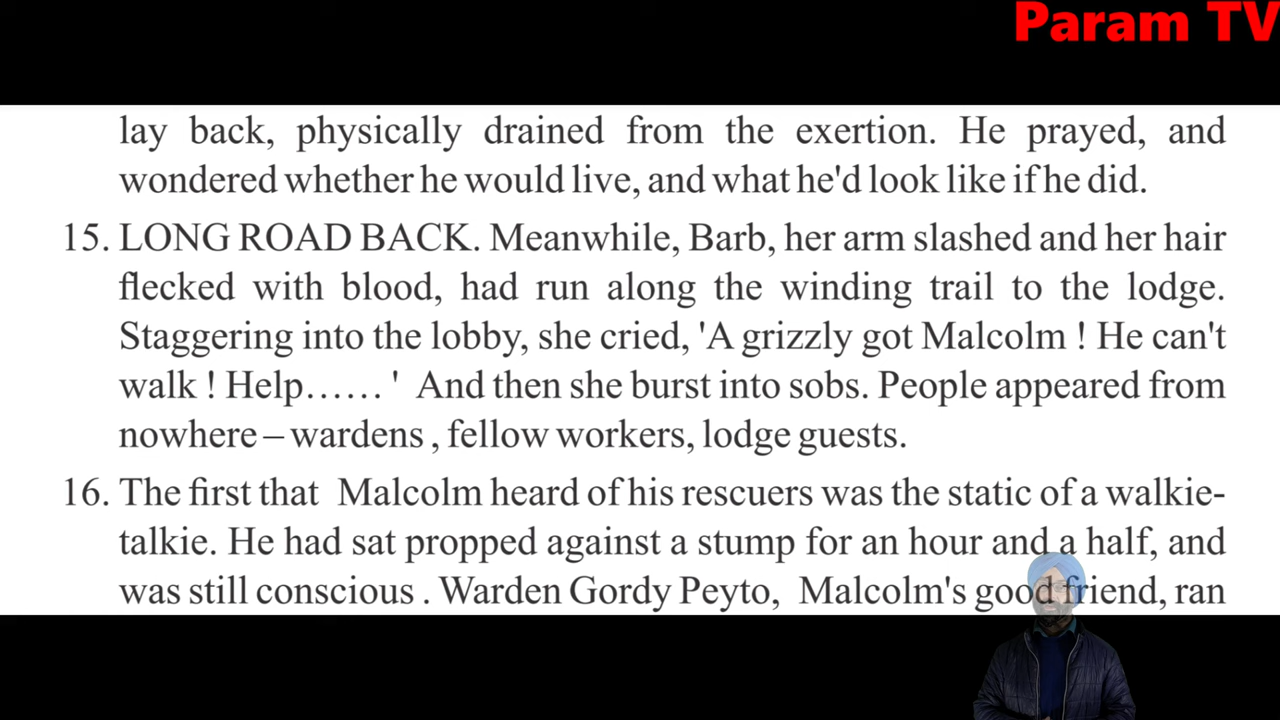 Param TV
lay back, physically drained from the exertion. He prayed, and
wondered whether he would live, and what he'd look like if he did.
15. LONG ROAD BACK. Meanwhile, Barb, her arm slashed and her hair
flecked with blood, had run along the winding trail to the lodge.
Staggering into the lobby, she cried, 'A grizzly got Malcolm ! He can't
walk ! Help...... ' And then she burst into sobs. People appeared from
nowhere – wardens , fellow workers, lodge guests.
16. The first that Malcolm heard of his rescuers was the static of a walkie-
talkie. He had sat propped against a stump for an hour and a half, and
was still conscious . Warden Gordy Peyto, Malcolm's good friend, ran